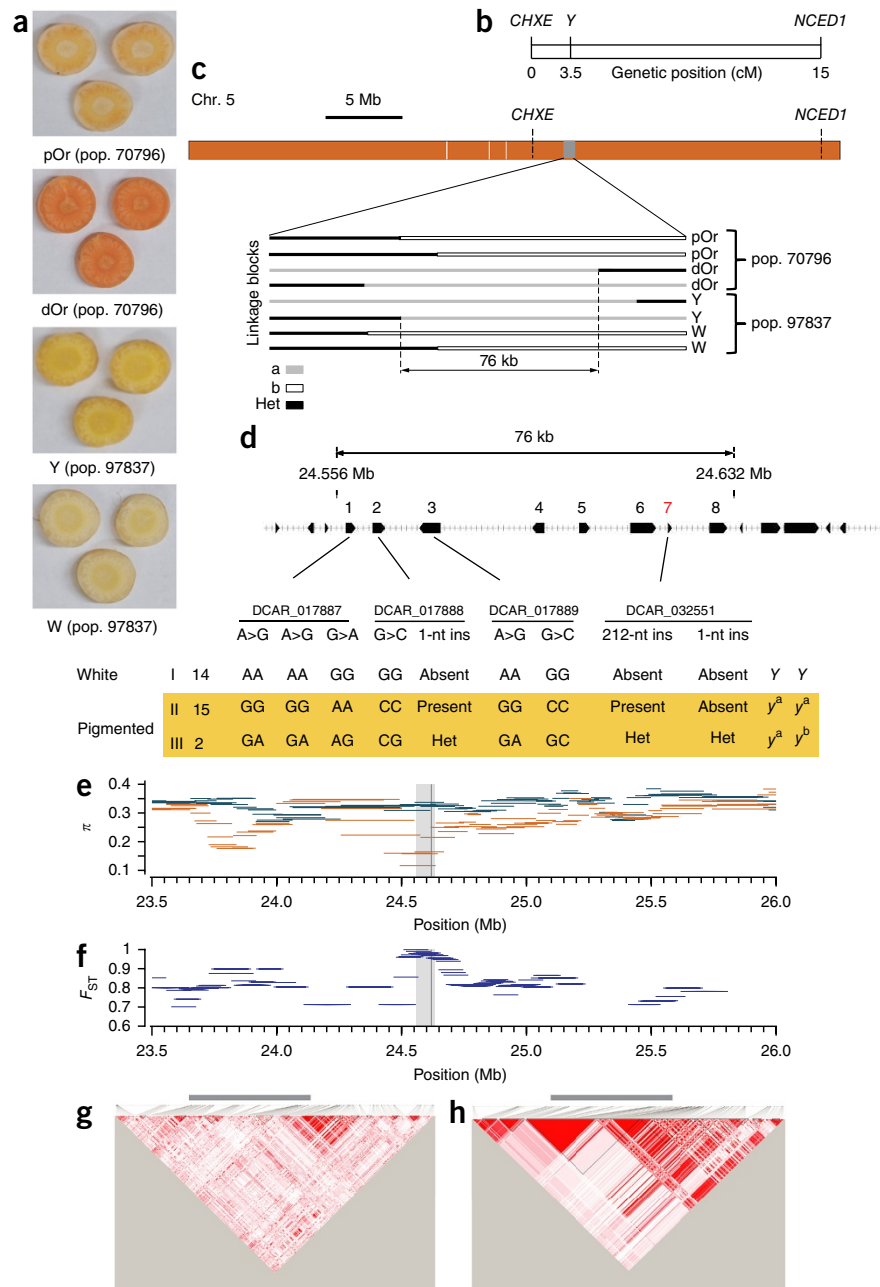 a
pOr (pop. 70796)
dOr (pop. 70796)
Y (pop. 97837)
W (pop. 97837)
b
CHXE Y NCED1
0 3.5 Genetic position (cM) 15
c
Chr. 5
5 Mb
CHXE NCED1
Linkage blocks
pOr
pOr
dOr
dOr
Y
Y
W
W
pop. 70796
pop. 97837
76 kb
a
b
Het
d
76 kb
24.556 Mb 24.632 Mb
1 2 3 4 5 6 7 8
DCAR_017887 DCAR_017888 DCAR_017889 DCAR_032551
A>G A>G G>A G>C 1-nt ins A>G G>C 212-nt ins 1-nt ins
White I 14 AA AA GG GG Absent AA GG Absent Absent Y Y
Pigmented
II 15 GG GG AA CC Present GG CC Present Absent yᵃ yᵃ
III 2 GA GA AG CG Het GA GC Het Het yᵃ yᵇ
e
π
0.4
0.3
0.2
0.1
23.5 24.0 24.5 25.0 25.5 26.0
Position (Mb)
f
FST
1
0.9
0.8
0.7
0.6
23.5 24.0 24.5 25.0 25.5 26.0
Position (Mb)
g
h